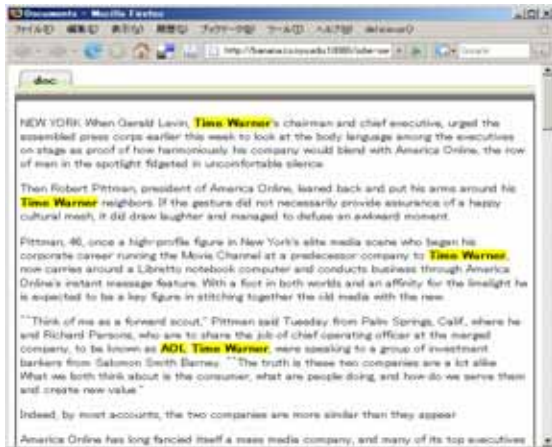 Documents - Mozilla Firefox
http://banana.cs.nyu.edu:18080/
doc
NEW YORK When Gerald Levin, Time Warner's chairman and chief executive, urged the
assembled press corps earlier this week to look at the body language among the executives
on stage as proof of how harmoniously his company would blend with America Online, the row
of men in the spotlight fidgeted in uncomfortable silence.
Then Robert Pittman, president of America Online, leaned back and put his arms around his
Time Warner neighbors. If the gesture did not necessarily provide assurance of a happy
cultural mesh, it did draw laughter and managed to defuse an awkward moment.
Pittman, 46, once a high-profile figure in New York's elite media scene who began his
corporate career running the Movie Channel at a predecessor company to Time Warner,
now carries around a Libretto notebook computer and conducts business through America
Online's instant message feature. With a foot in both worlds and an affinity for the limelight he
is expected to be a key figure in stitching together the old media with the new.
``Think of me as a forward scout,'' Pittman said Tuesday from Palm Springs, Calif., where he
and Richard Parsons, who are to share the job of chief operating officer at the merged
company, to be known as AOL Time Warner, were speaking to a group of investment
bankers from Salomon Smith Barney. ``The truth is these two companies are a lot alike
What we both think about is the consumer, what are people doing, and how do we serve them
and create new value.''
Indeed, by most accounts, the two companies are more similar than they appear
America Online has long fancied itself a mass media company, and many of its top executives